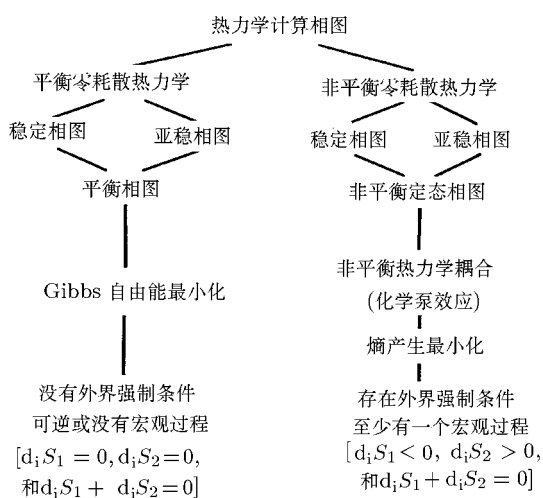 热力学计算相图
平衡零耗散热力学
非平衡零耗散热力学
稳定相图
亚稳相图
稳定相图
亚稳相图
平衡相图
非平衡定态相图
非平衡热力学耦合
(化学泵效应)
Gibbs 自由能最小化
熵产生最小化
没有外界强制条件
可逆或没有宏观过程
[dᵢS₁ = 0, dᵢS₂=0,
和dᵢS₁+ dᵢS₂=0]
存在外界强制条件
至少有一个宏观过程
[dᵢS₁< 0, dᵢS₂ > 0,
和dᵢS₁+dᵢS₂ = 0]